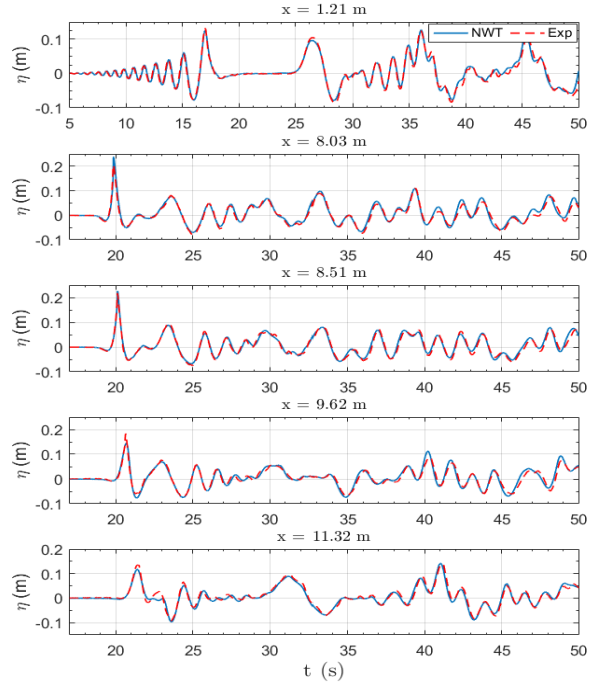 x = 1.21 m
NWT Exp
η (m)
0.1
0
-0.1
5 10 15 20 25 30 35 40 45 50
x = 8.03 m
η (m)
0.2
0.1
0
-0.1
20 25 30 35 40 45 50
x = 8.51 m
η (m)
0.2
0.1
0
-0.1
20 25 30 35 40 45 50
x = 9.62 m
η (m)
0.2
0.1
0
-0.1
20 25 30 35 40 45 50
x = 11.32 m
η (m)
0.2
0.1
0
-0.1
20 25 30 35 40 45 50
t (s)